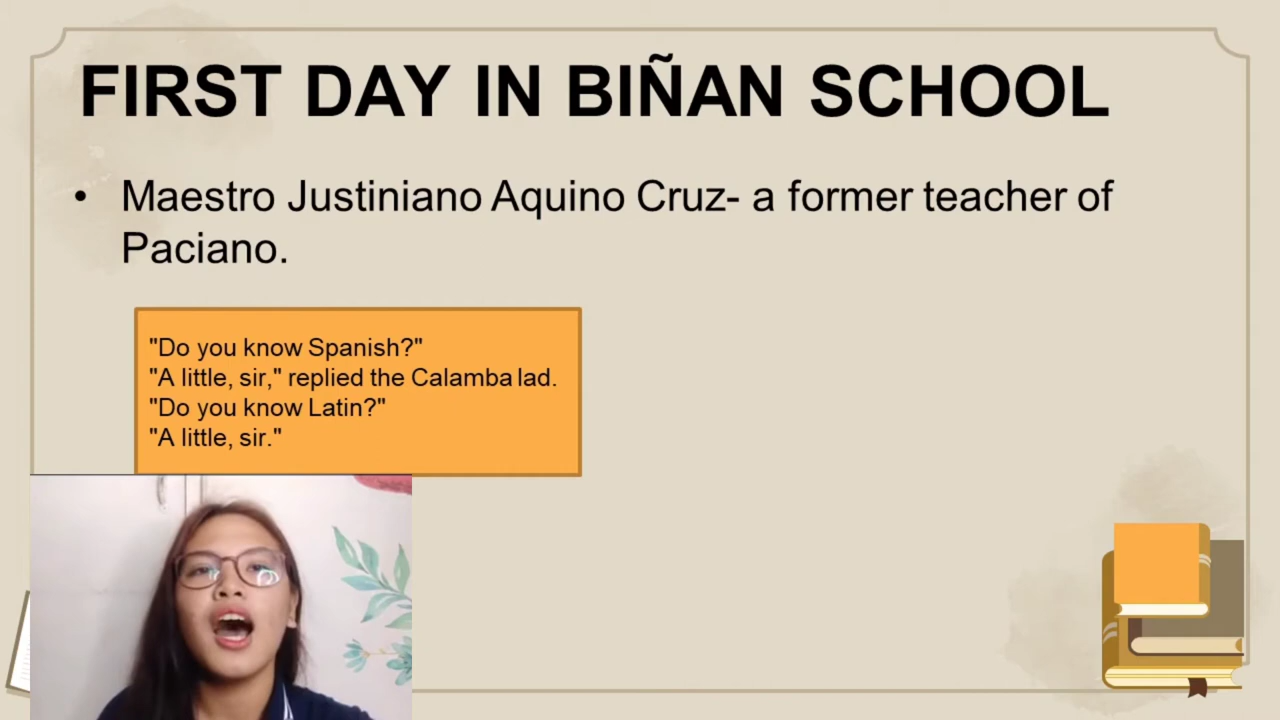 FIRST DAY IN BIÑAN SCHOOL
• Maestro Justiniano Aquino Cruz- a former teacher of
Paciano.
"Do you know Spanish?"
"A little, sir," replied the Calamba lad.
"Do you know Latin?"
"A little, sir."